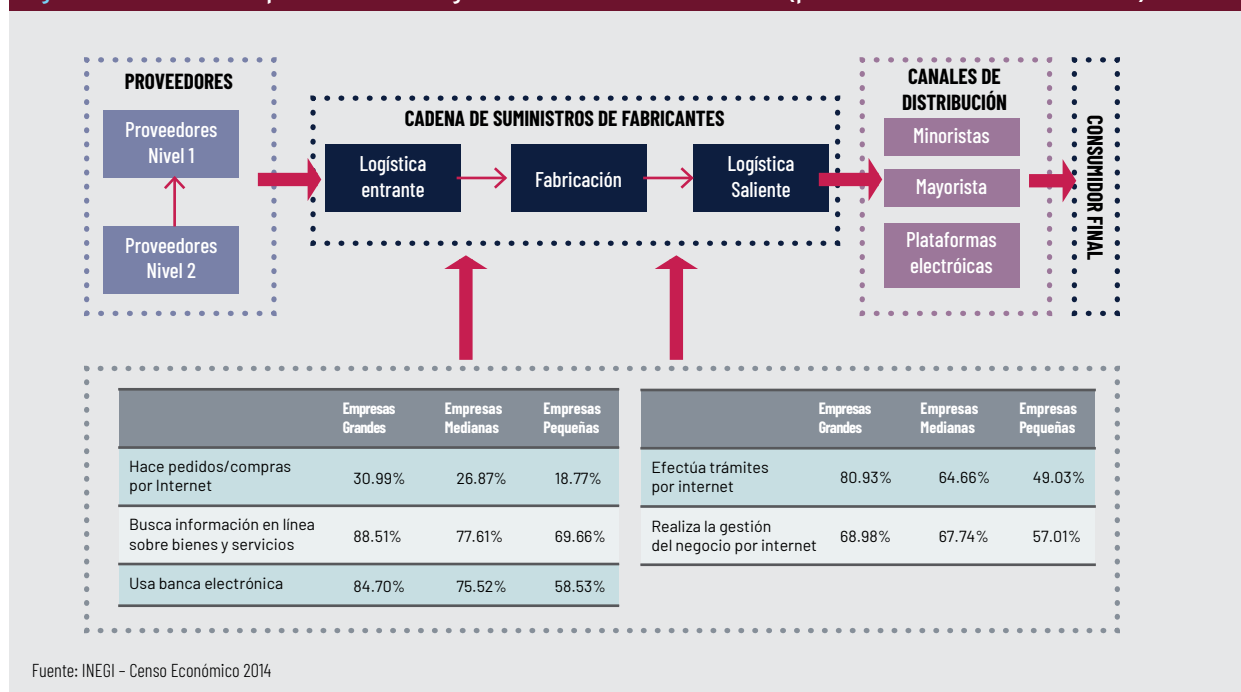 PROVEEDORES
Proveedores
Nivel 1
Proveedores
Nivel 2
CADENA DE SUMINISTROS DE FABRICANTES
Logística
entrante
Fabricación
Logística
Saliente
CANALES DE
DISTRIBUCIÓN
Minoristas
Mayorista
Plataformas
electróicas
CONSUMIDOR FINAL
Empresas Empresas Empresas
Grandes Medianas Pequeñas
Hace pedidos/compras
por Internet 30.99% 26.87% 18.77%
Busca información en línea
sobre bienes y servicios 88.51% 77.61% 69.66%
Usa banca electrónica 84.70% 75.52% 58.53%
Empresas Empresas Empresas
Grandes Medianas Pequeñas
Efectúa trámites
por internet 80.93% 64.66% 49.03%
Realiza la gestión
del negocio por internet 68.98% 67.74% 57.01%
Fuente: INEGI – Censo Económico 2014